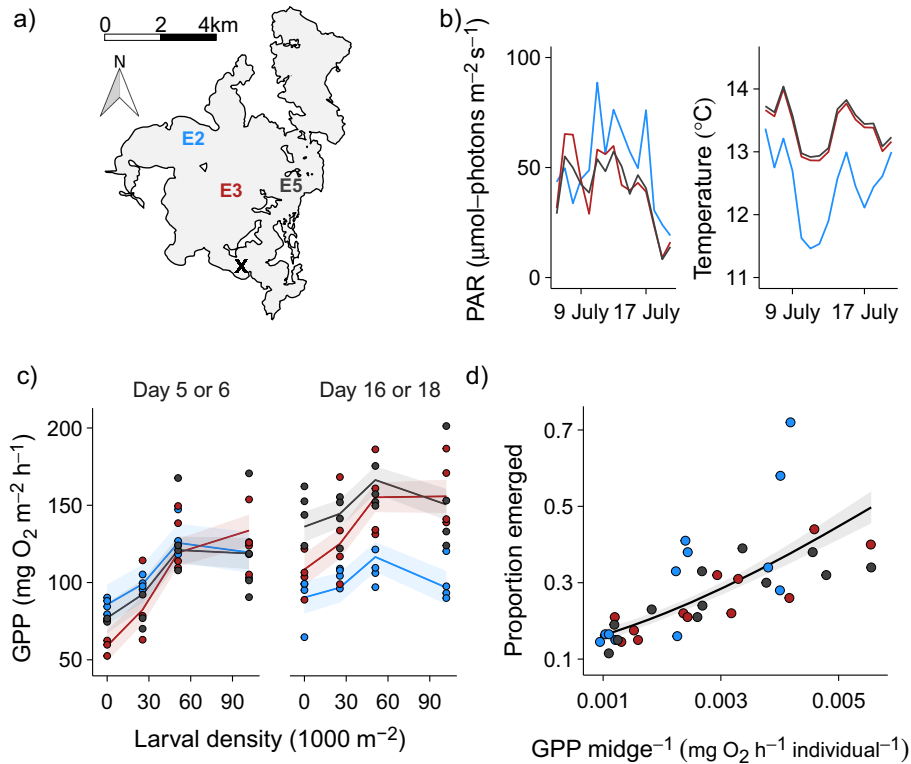 a)
0 2 4km
N
E2
E3
E5
X
b)
PAR (μmol–photons m⁻² s⁻¹)
100
50
0
9 July 17 July
Temperature (°C)
14
13
12
11
9 July 17 July
c)
Day 5 or 6
Day 16 or 18
GPP (mg O₂ m⁻² h⁻¹)
200
150
100
50
0 30 60 90
0 30 60 90
Larval density (1000 m⁻²)
d)
Proportion emerged
0.7
0.5
0.3
0.1
0.001 0.003 0.005
GPP midge⁻¹ (mg O₂ h⁻¹ individual⁻¹)